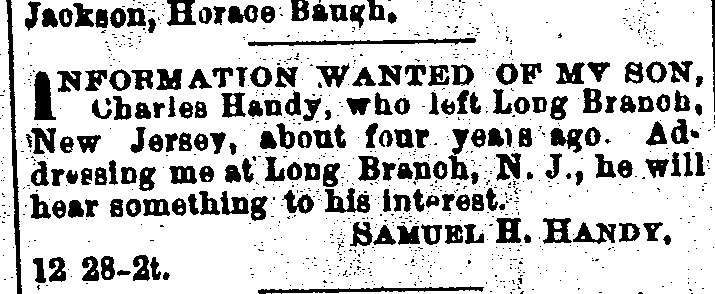 Jackson, Horace Baugh.
INFORMATION WANTED OF MY SON,
Charles Handy, who left Long Branch,
New Jersey, about four years ago. Ad-
dressing me at Long Branch, N. J., he will
hear something to his interest.
SAMUEL H. HANDY.
12 28-2t.